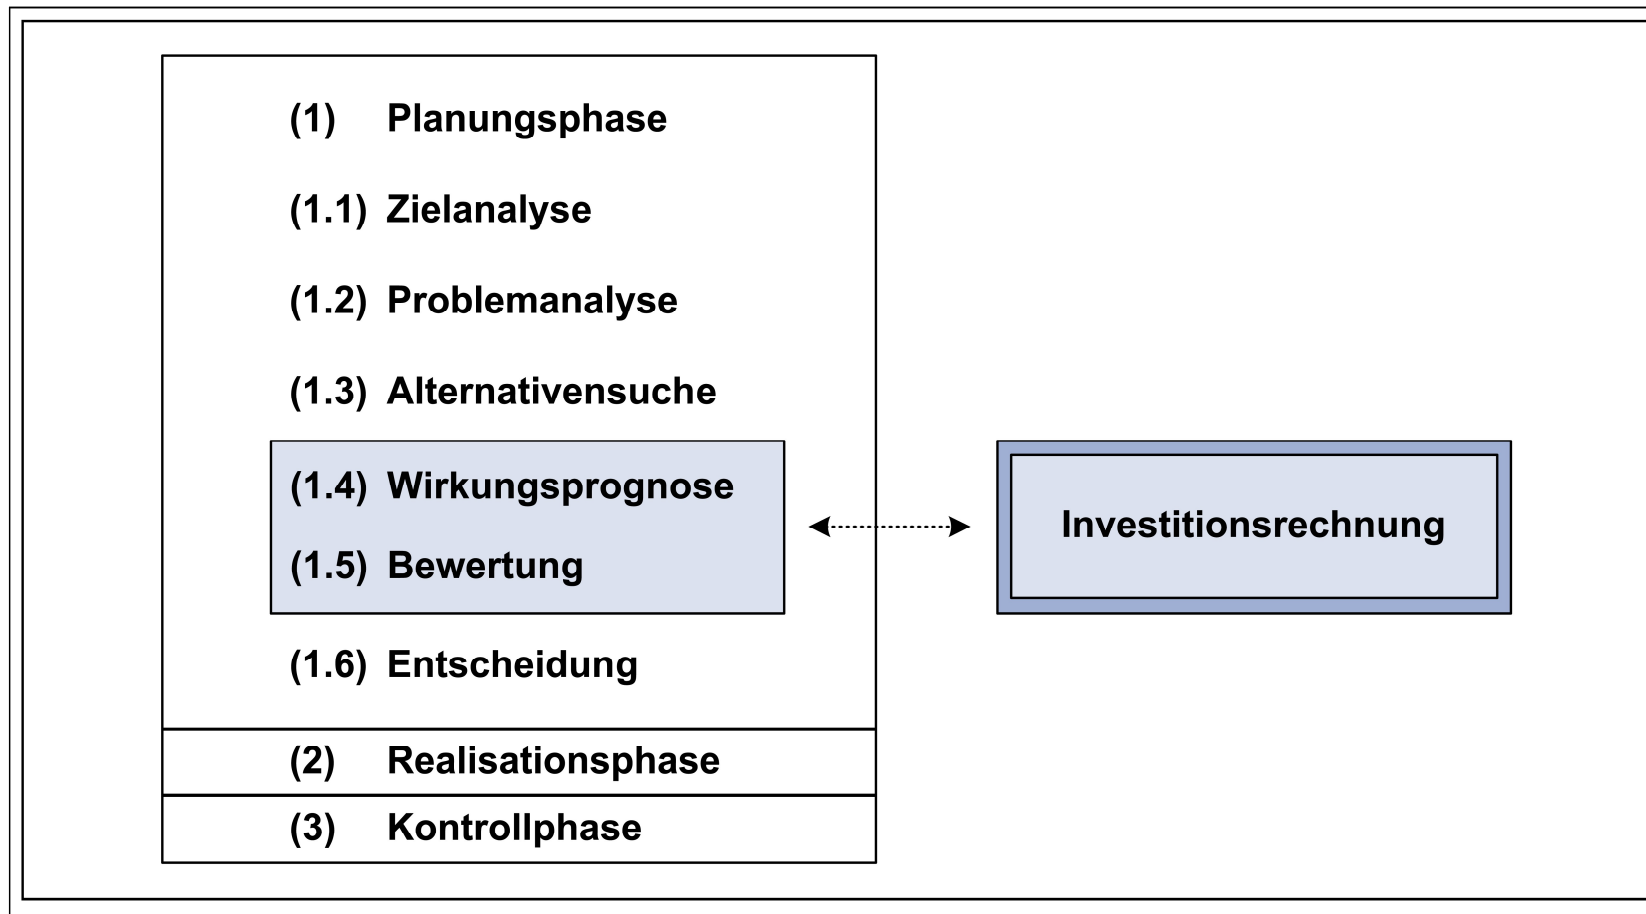 (1) Planungsphase
(1.1) Zielanalyse
(1.2) Problemanalyse
(1.3) Alternativensuche
(1.4) Wirkungsprognose
(1.5) Bewertung
Investitionsrechnung
(1.6) Entscheidung
(2) Realisationsphase
(3) Kontrollphase